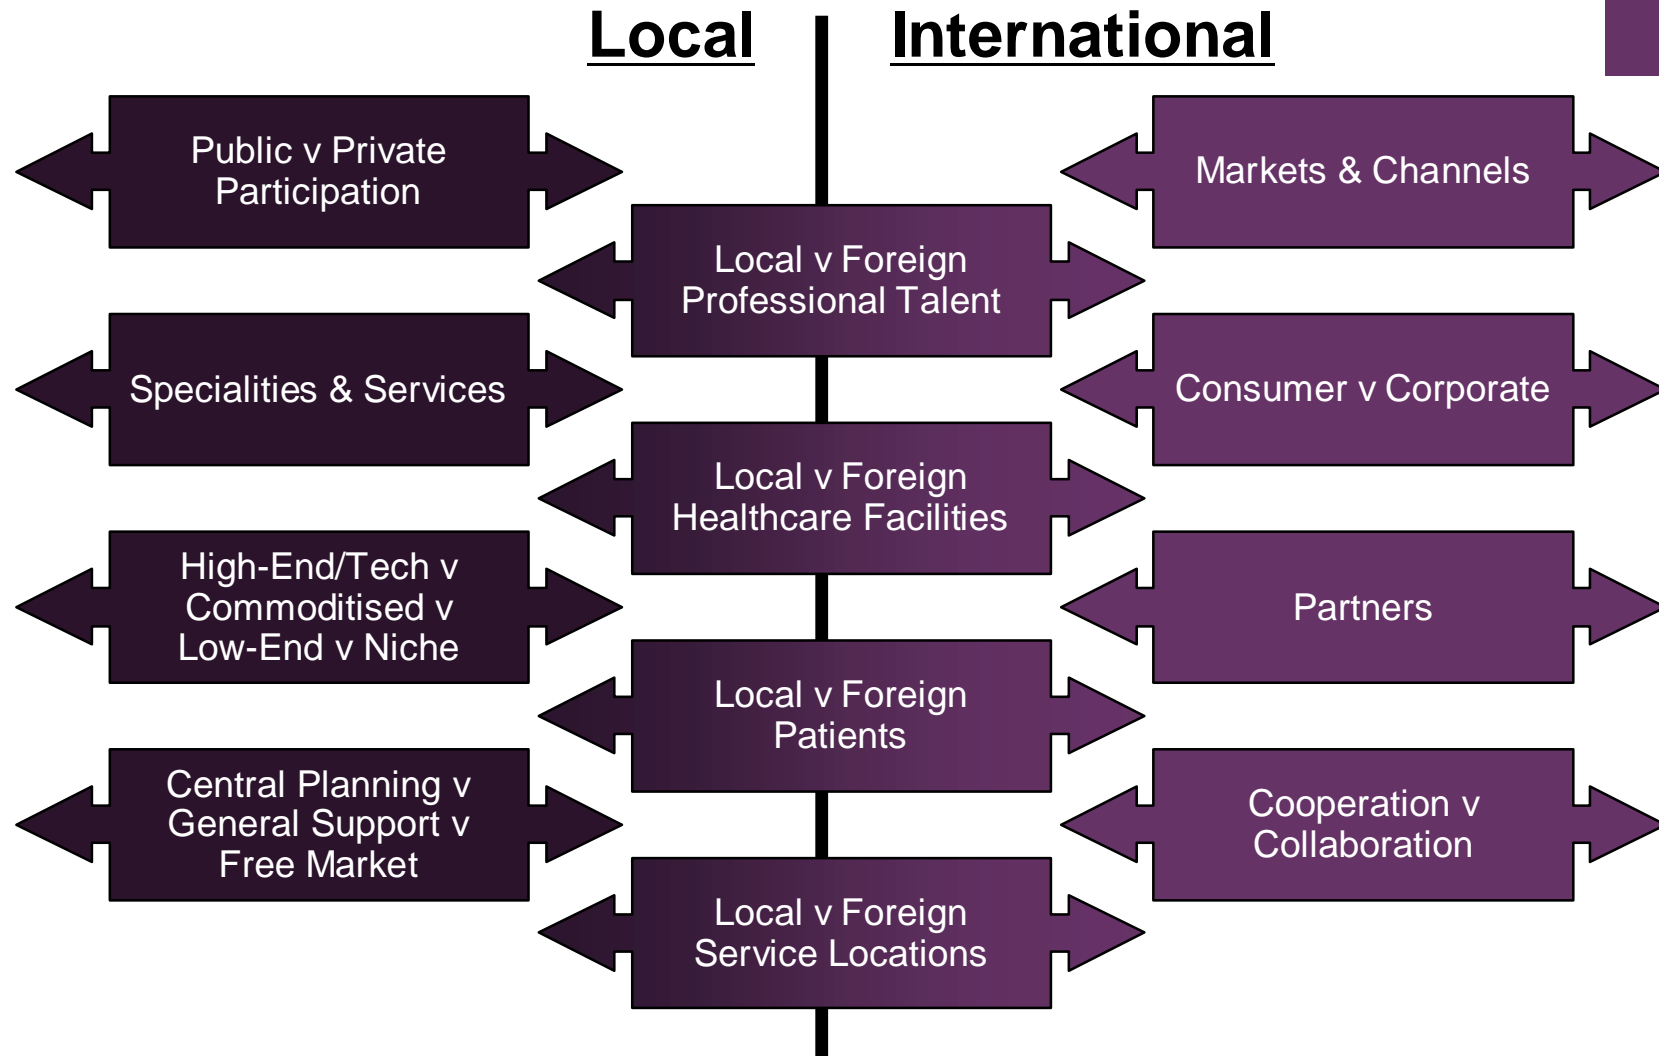 Local
International
Public v Private
Participation
Markets & Channels
Local v Foreign
Professional Talent
Specialities & Services
Consumer v Corporate
Local v Foreign
Healthcare Facilities
High-End/Tech v
Commoditised v
Low-End v Niche
Partners
Local v Foreign
Patients
Central Planning v
General Support v
Free Market
Cooperation v
Collaboration
Local v Foreign
Service Locations